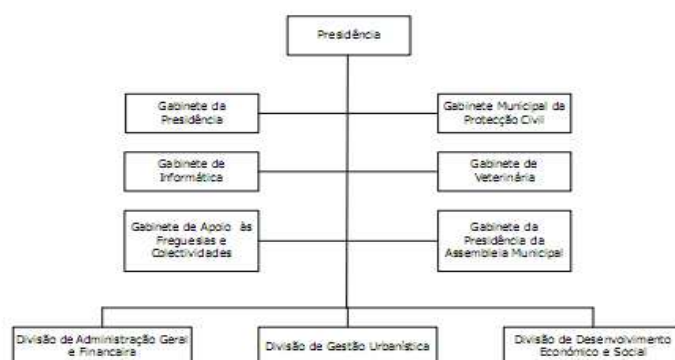 Presidência
Gabinete da
Presidência
Gabinete Municipal da
Protecção Civil
Gabinete de
Informática
Gabinete de
Veterinária
Gabinete de Apoio às
Freguesias e
Colectividades
Gabinete da
Presidência da
Assembleia Municipal
Divisão de Administração Geral
e Financaira
Divisão de Gestão Urbanística
Divisão de Desenvolvimento
Económico e Social